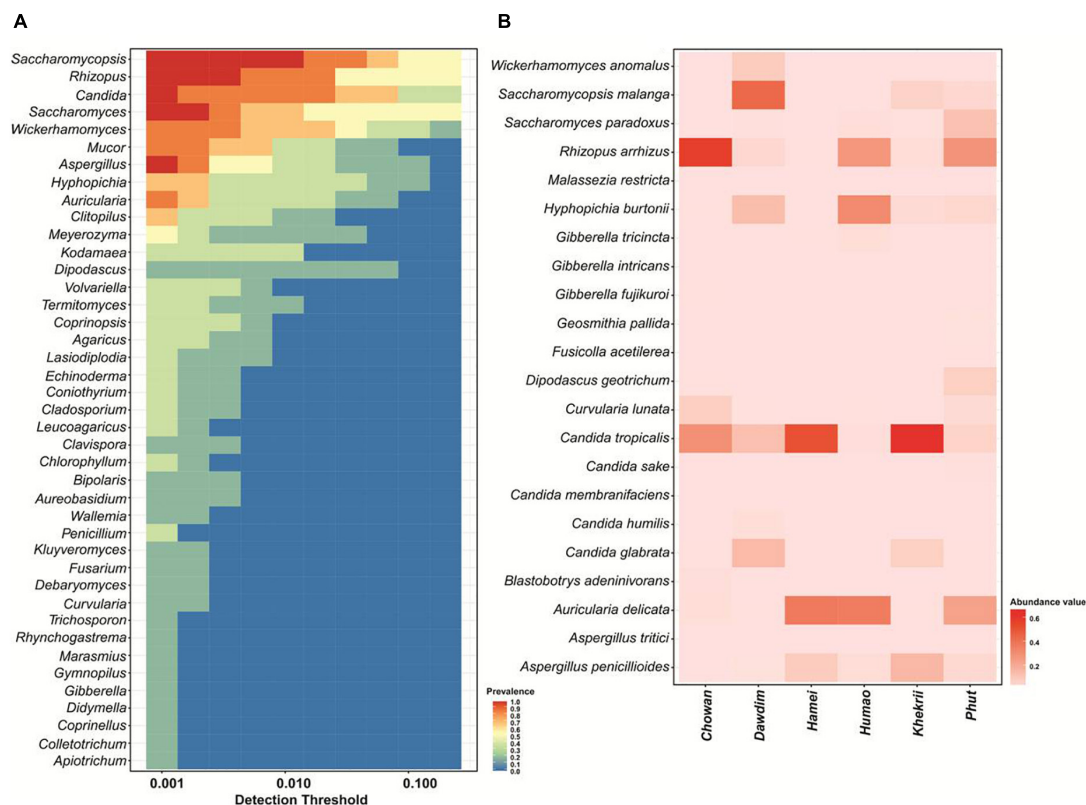 A
Saccharomycopsis
Rhizopus
Candida
Saccharomyces
Wickerhamomyces
Mucor
Aspergillus
Hyphopichia
Auricularia
Clitopilus
Meyerozyma
Kodamaea
Dipodascus
Volvariella
Termitomyces
Coprinopsis
Agaricus
Lasiodiplodia
Echinoderma
Coniothyrium
Cladosporium
Leucoagaricus
Clavispora
Chlorophyllum
Bipolaris
Aureobasidium
Wallemia
Penicillium
Kluyveromyces
Fusarium
Debaryomyces
Curvularia
Trichosporon
Rhynchogastrema
Marasmius
Gymnopilus
Gibberella
Didymella
Coprinellus
Colletotrichum
Apiotrichum
0.001 0.010 0.100
Detection Threshold
Prevalence
1.0
0.9
0.8
0.7
0.6
0.5
0.4
0.3
0.2
0.1
0.0
B
Wickerhamomyces anomalus
Saccharomycopsis malanga
Saccharomyces paradoxus
Rhizopus arrhizus
Malassezia restricta
Hyphopichia burtonii
Gibberella tricincta
Gibberella intricans
Gibberella fujikuroi
Geosmithia pallida
Fusicolla acetilerea
Dipodascus geotrichum
Curvularia lunata
Candida tropicalis
Candida sake
Candida membranifaciens
Candida humilis
Candida glabrata
Blastobotrys adeninivorans
Auricularia delicata
Aspergillus tritici
Aspergillus penicillioides
Chowan
Dawdim
Hamei
Humao
Khekrii
Phut
Abundance value
0.6
0.4
0.2